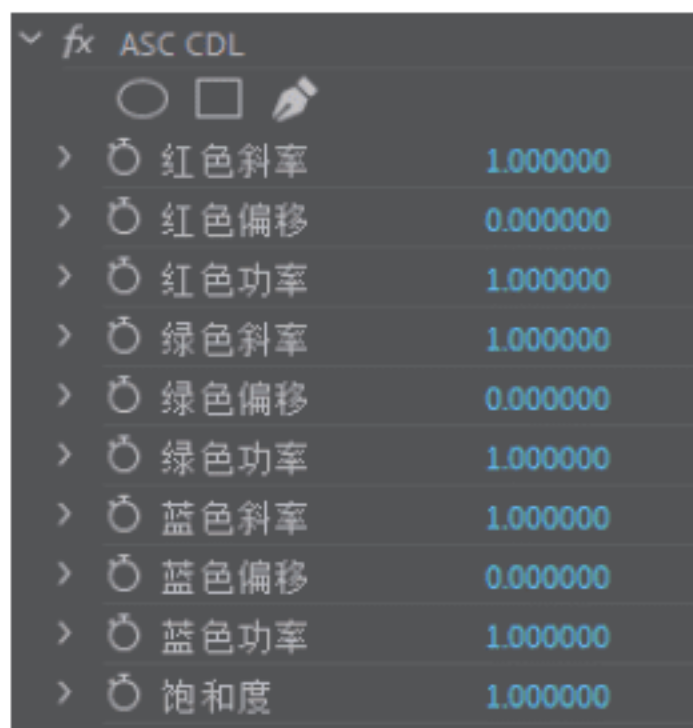 fx ASC CDL
红色斜率 1.000000
红色偏移 0.000000
红色功率 1.000000
绿色斜率 1.000000
绿色偏移 0.000000
绿色功率 1.000000
蓝色斜率 1.000000
蓝色偏移 0.000000
蓝色功率 1.000000
饱和度 1.000000